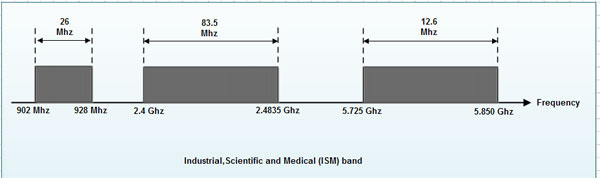 26
Mhz
83.5
Mhz
12.6
Mhz
902 Mhz
928 Mhz
2.4 Ghz
2.4835 Ghz
5.725 Ghz
5.850 Ghz
Frequency
Industrial,Scientific and Medical (ISM) band